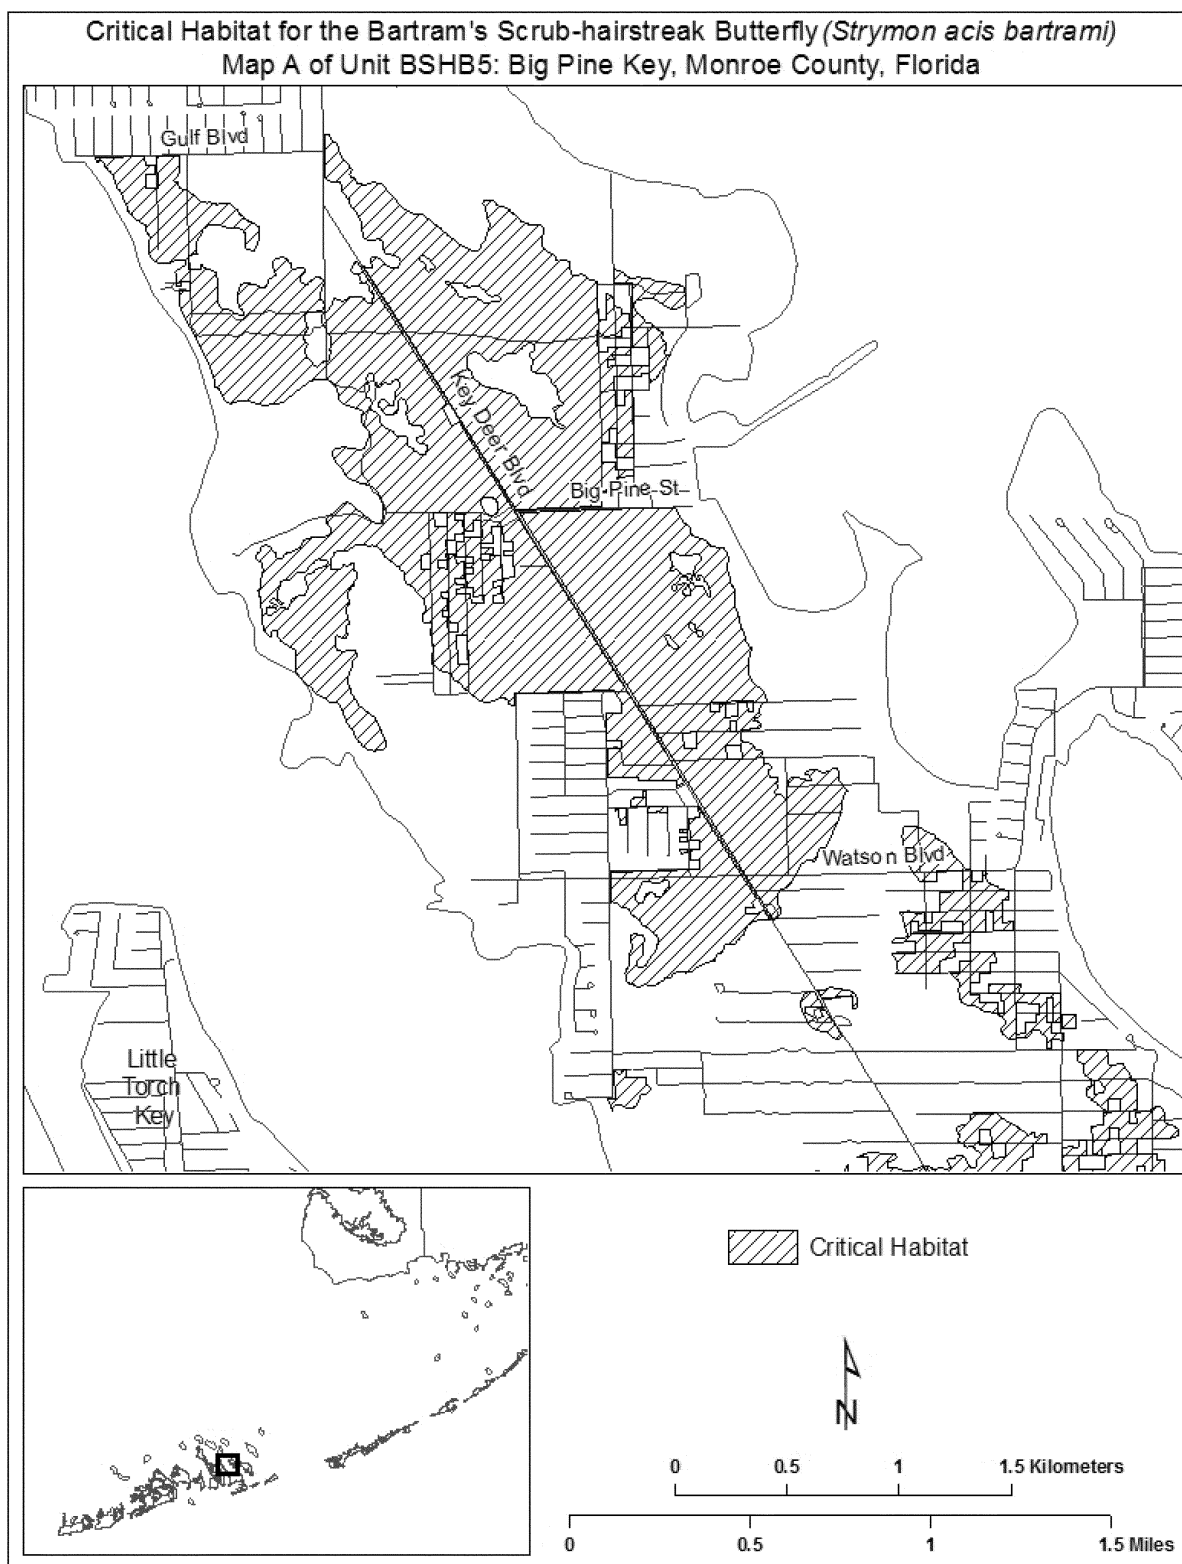 Critical Habitat for the Bartram's Scrub-hairstreak Butterfly (Strymon acis bartrami)
Map A of Unit BSHB5: Big Pine Key, Monroe County, Florida
Gulf Blvd
Key Deer Blvd
Big Pine St
Watson Blvd
Little
Torch
Key
Critical Habitat
N
0 0.5 1 1.5 Kilometers
0 0.5 1 1.5 Miles